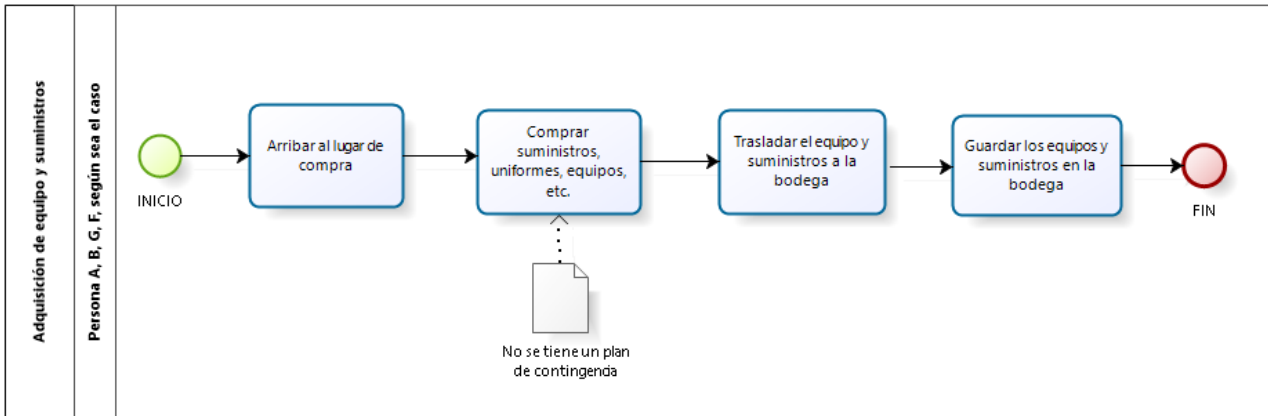 Adquisición de equipo y suministros
Persona A, B, G, F, según sea el caso
INICIO
Arribar al lugar de
compra
Comprar
suministros,
uniformes, equipos,
etc.
Trasladar el equipo y
suministros a la
bodega
Guardar los equipos y
suministros en la
bodega
FIN
No se tiene un plan
de contingencia